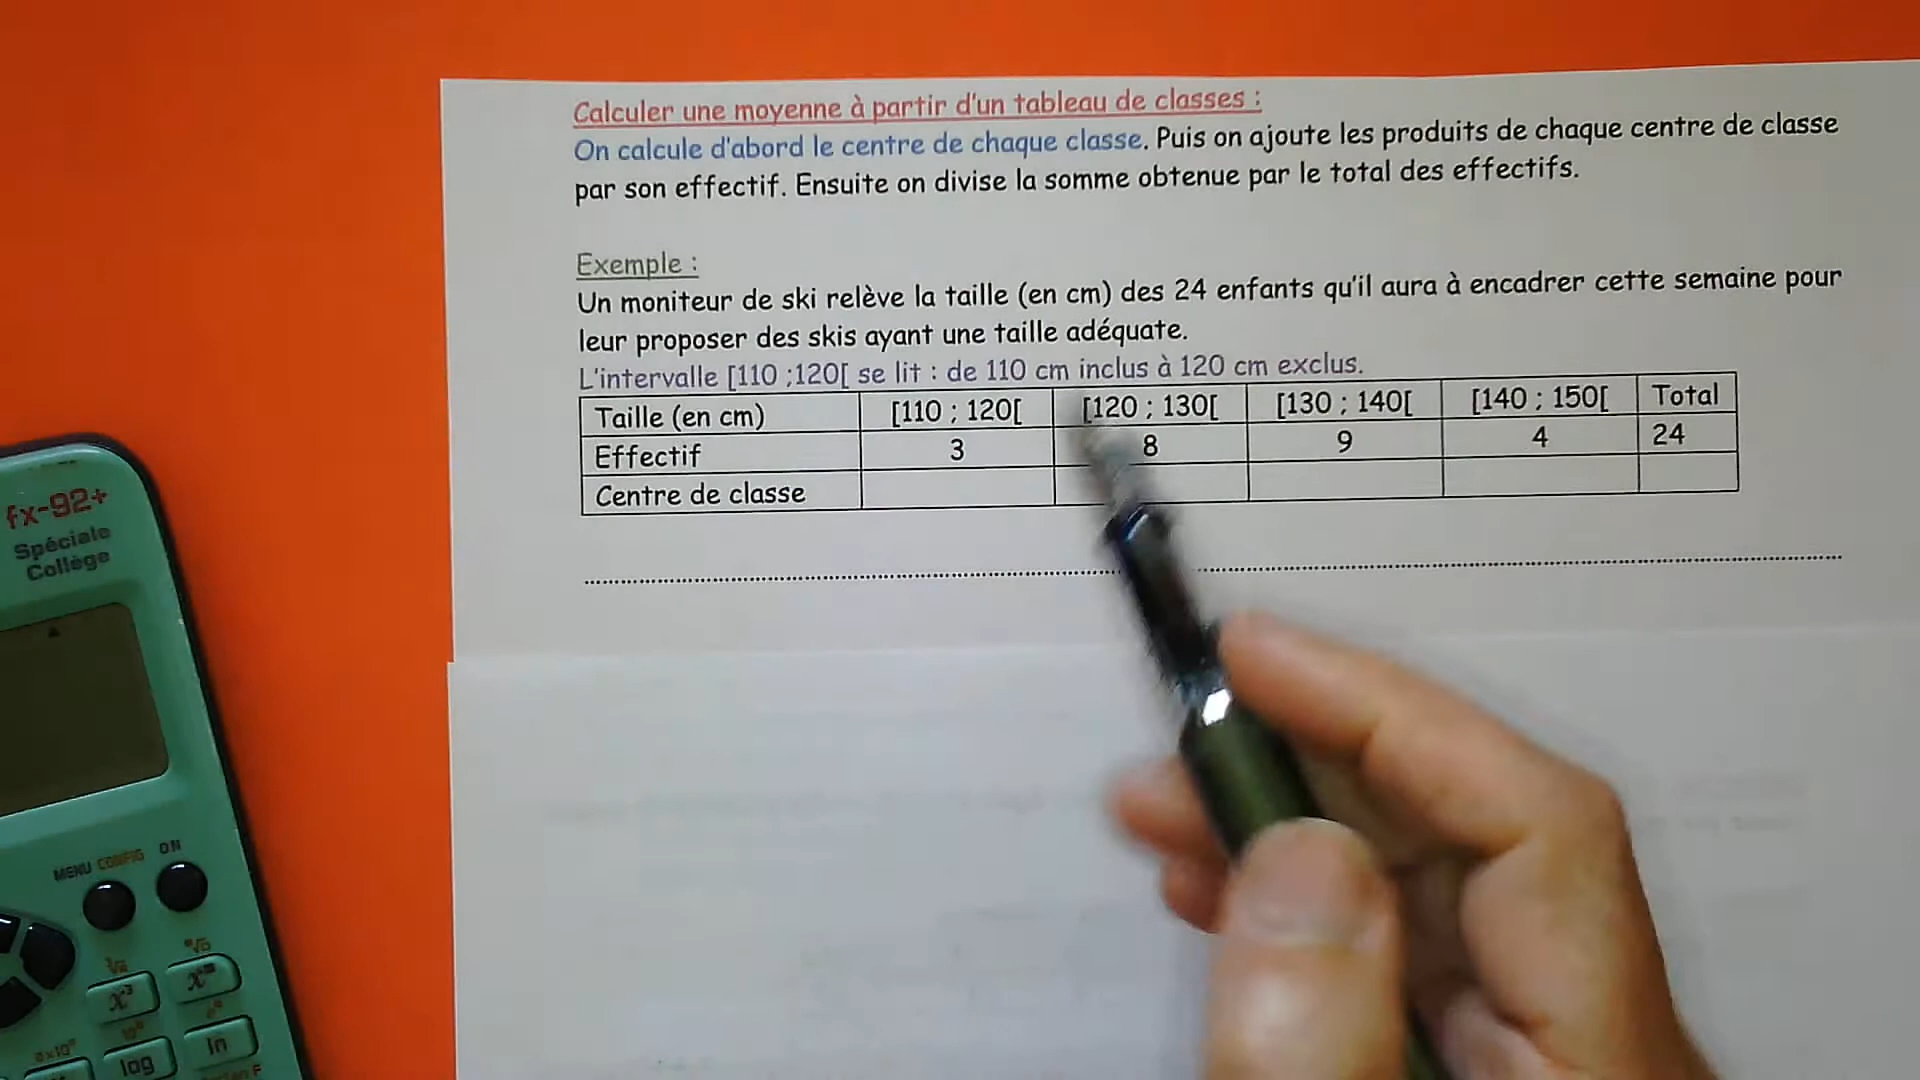 Calculer une moyenne à partir d'un tableau de classes :
On calcule d'abord le centre de chaque classe. Puis on ajoute les produits de chaque centre de classe
par son effectif. Ensuite on divise la somme obtenue par le total des effectifs.
Exemple :
Un moniteur de ski relève la taille (en cm) des 24 enfants qu'il aura à encadrer cette semaine pour
leur proposer des skis ayant une taille adéquate.
L'intervalle [110 ;120[ se lit : de 110 cm inclus à 120 cm exclus.
Taille (en cm) [110 ; 120[ [120 ; 130[ [130 ; 140[ [140 ; 150[ Total
Effectif 3 8 9 4 24
Centre de classe
fx-92+
Spéciale
Collège
MENU CONFIG ON
log
ln